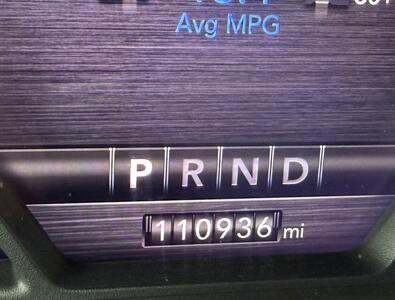 Avg MPG
P R N D
110936 mi